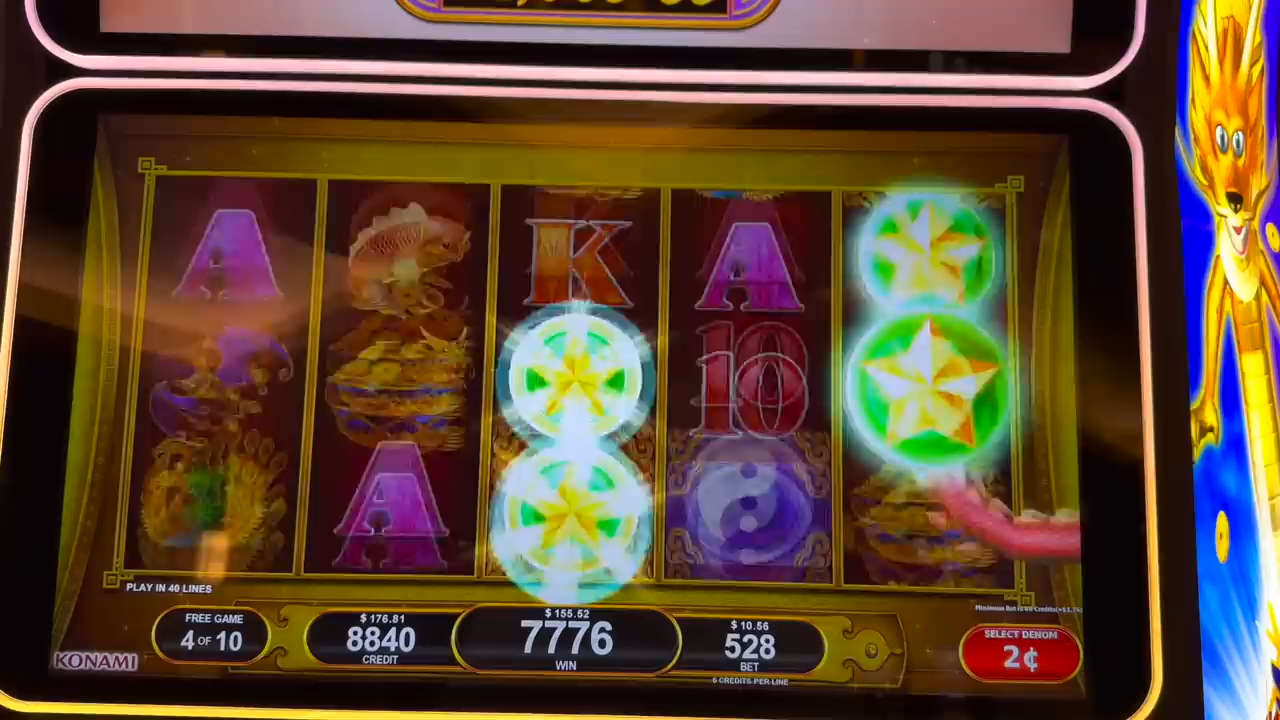 A K A
10
A
PLAY IN 40 LINES
FREE GAME
4 OF 10
$ 176.81
8840
CREDIT
$ 155.52
7776
WIN
$ 10.56
528
BET
6 CREDITS PER LINE
SELECT DENOM
2¢
KONAMI